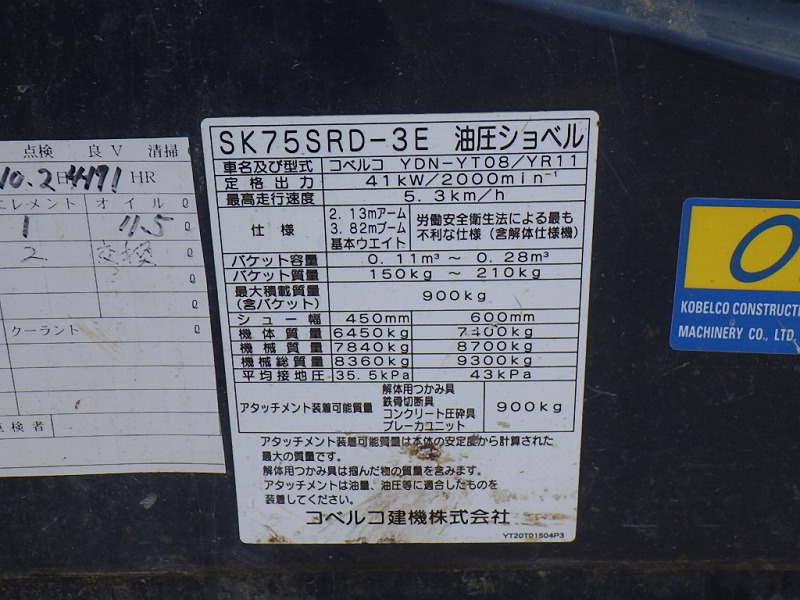 点検 良 V 清掃
NO.2 4491 HR
エレメント オイル ℓ
1 11.5
2 交換 ℓ
ℓ
クーラント ℓ
点検者
SK75SRD-3E 油圧ショベル
車名及び型式 コベルコ YDN-YT08/YR11
定格出力 41kW/2000min⁻¹
最高走行速度 5.3km/h
仕様 2.13mアーム 3.82mブーム 基本ウエイト 労働安全衛生法による最も不利な仕様（含解体仕様機）
バケット容量 0.11m³ ～ 0.28m³
バケット質量 150kg ～ 210kg
最大積載質量（含バケット） 900kg
シュー幅 450mm 600mm
機体質量 6450kg 7400kg
機械質量 7840kg 8700kg
機械総質量 8360kg 9300kg
平均接地圧 35.5kPa 43kPa
アタッチメント装着可能質量 解体用つかみ具 鉄骨切断具 コンクリート圧砕具 ブレーカユニット 900kg
アタッチメント装着可能質量は本体の安定度から計算された
最大の質量です。
解体用つかみ具は掴んだ物の質量を含みます。
アタッチメントは油量、油圧等に適合したものを
装着してください。
コベルコ建機株式会社
YT20T01504P3
KOBELCO CONSTRUCTI
MACHINERY CO., LTD